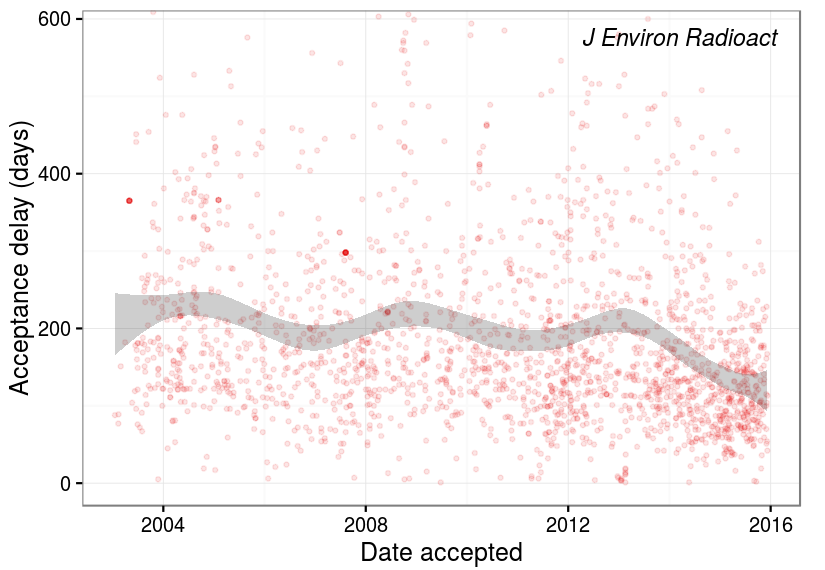 J Environ Radioact
Acceptance delay (days)
600
400
200
0
2004 2008 2012 2016
Date accepted